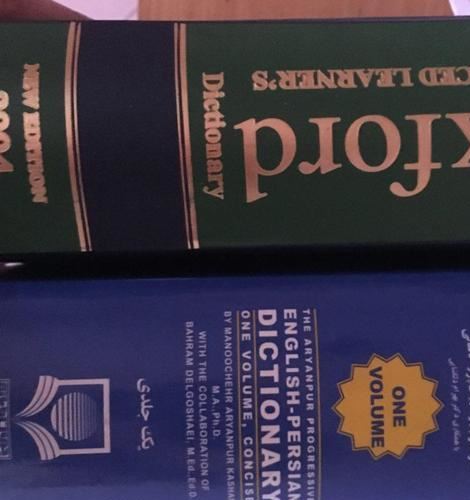 xford
CED LEARNER'S
Dictionary
NEW EDITION
2004
ONE
VOLUME
THE ARYANPUR PROGRESSIVE
ENGLISH-PERSIAN
DICTIONARY
ONE VOLUME, CONCISE
BY MANOOCHEHR ARYANPUR KASHANI
M.A., Ph.D.
WITH THE COLLABORATION OF
BAHRAM DELGOSHAEI, M.Ed., Ed.D.
یک جلدی